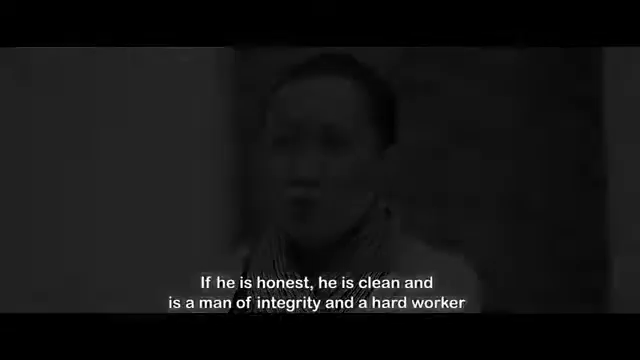 If he is honest, he is clean and
is a man of integrity and a hard worker